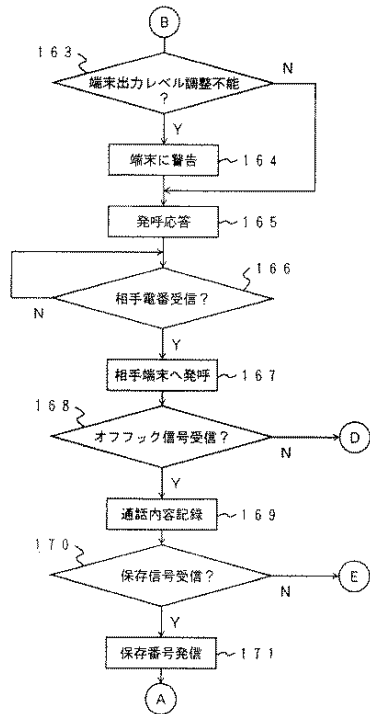 B
163
端末出力レベル調整不能
?
N
Y
端末に警告
164
発呼応答
165
166
相手電番受信?
N
Y
相手端末へ発呼
167
168
オフフック信号受信?
D
N
Y
通話内容記録
169
170
保存信号受信?
E
N
Y
保存番号発信
171
A